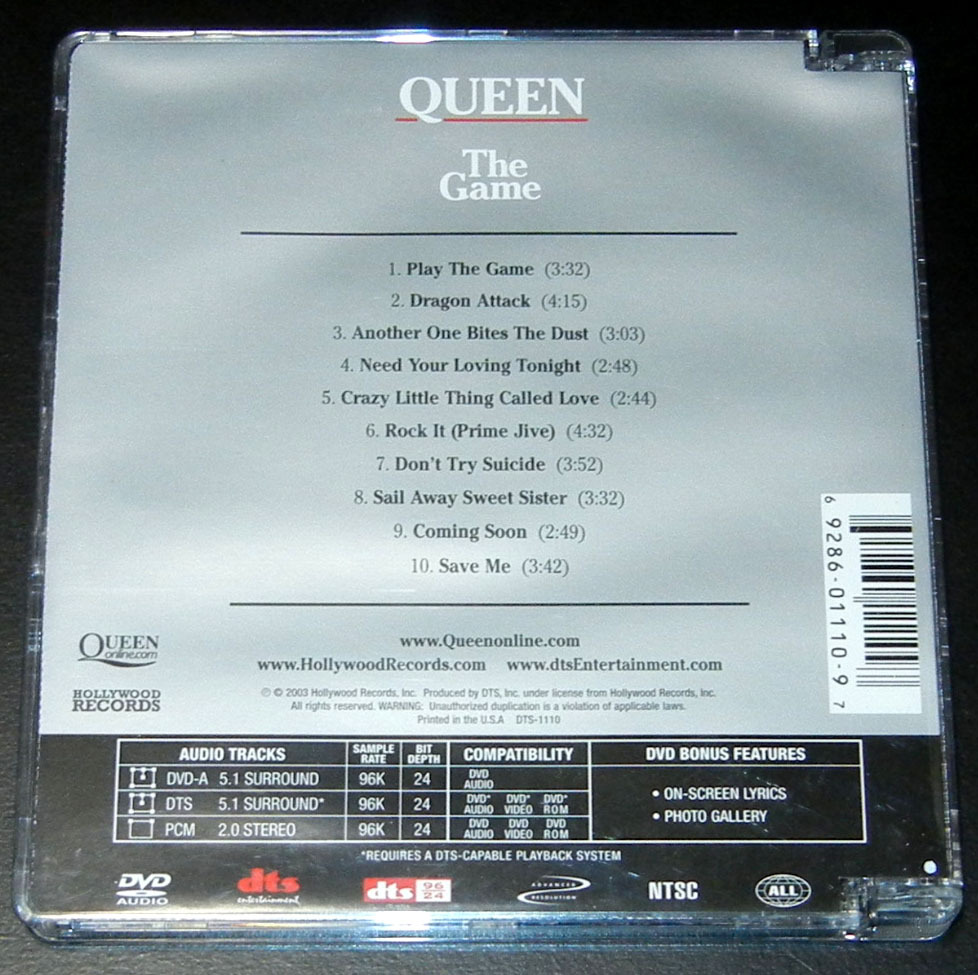 QUEEN
The
Game
1. Play The Game (3:32)
2. Dragon Attack (4:15)
3. Another One Bites The Dust (3:03)
4. Need Your Loving Tonight (2:48)
5. Crazy Little Thing Called Love (2:44)
6. Rock It (Prime Jive) (4:32)
7. Don't Try Suicide (3:52)
8. Sail Away Sweet Sister (3:32)
9. Coming Soon (2:49)
10. Save Me (3:42)
6 9286-01110-9 7
www.Queenonline.com
www.HollywoodRecords.com www.dtsEntertainment.com
QUEEN
online.com
HOLLYWOOD
RECORDS
℗ © 2003 Hollywood Records, Inc. Produced by DTS, Inc. under license from Hollywood Records, Inc.
All rights reserved. WARNING: Unauthorized duplication is a violation of applicable laws.
Printed in the U.S.A DTS-1110
AUDIO TRACKS SAMPLE RATE BIT DEPTH COMPATIBILITY DVD BONUS FEATURES
DVD-A 5.1 SURROUND 96K 24 DVD AUDIO
DTS 5.1 SURROUND* 96K 24 DVD* AUDIO DVD* VIDEO DVD* ROM
PCM 2.0 STEREO 96K 24 DVD AUDIO DVD VIDEO DVD ROM
• ON-SCREEN LYRICS
• PHOTO GALLERY
*REQUIRES A DTS-CAPABLE PLAYBACK SYSTEM
DVD AUDIO
dts entertainment
dts 96 24
ADVANCED RESOLUTION
NTSC
ALL